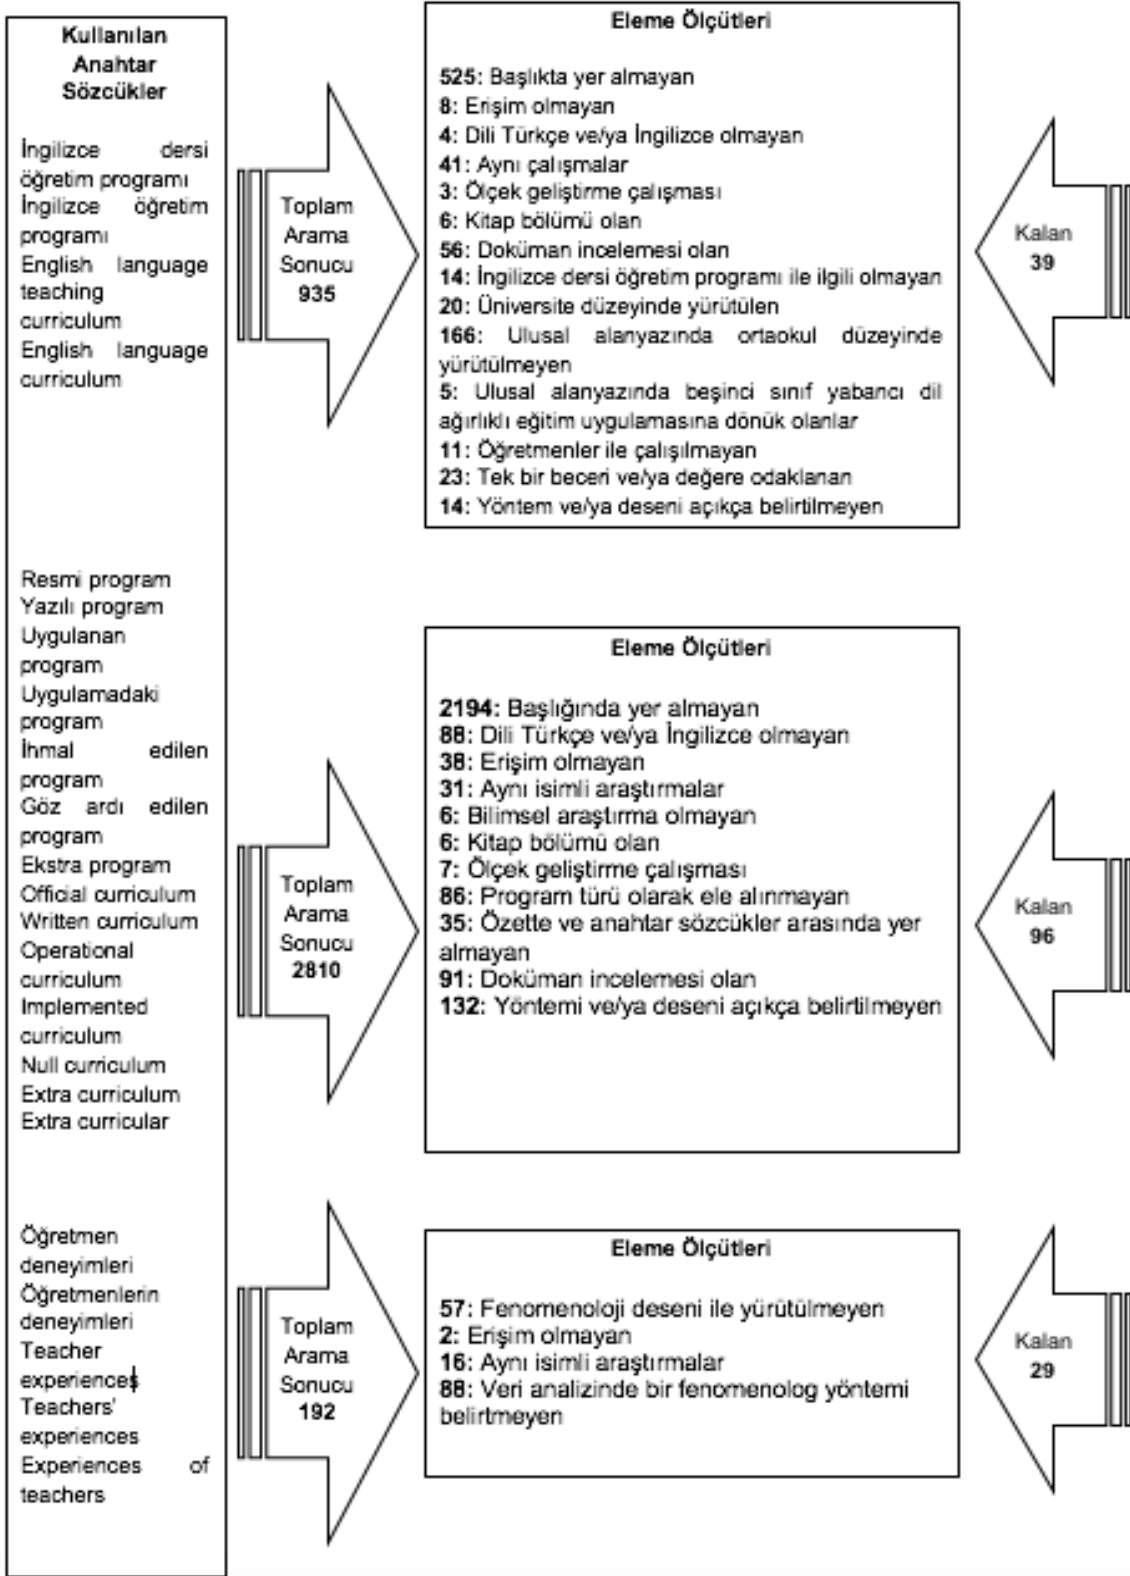 Kullanılan
Anahtar
Sözcükler
İngilizce dersi
öğretim programı
İngilizce öğretim
programı
English language
teaching
curriculum
English language
curriculum
Toplam
Arama
Sonucu
935
Eleme Ölçütleri
525: Başlıkta yer almayan
8: Erişim olmayan
4: Dili Türkçe ve/ya İngilizce olmayan
41: Aynı çalışmalar
3: Ölçek geliştirme çalışması
6: Kitap bölümü olan
56: Doküman incelemesi olan
14: İngilizce dersi öğretim programı ile ilgili olmayan
20: Üniversite düzeyinde yürütülen
166: Ulusal alanyazında ortaokul düzeyinde
yürütülmeyen
5: Ulusal alanyazında beşinci sınıf yabancı dil
ağırlıklı eğitim uygulamasına dönük olanlar
11: Öğretmenler ile çalışılmayan
23: Tek bir beceri ve/ya değere odaklanan
14: Yöntem ve/ya deseni açıkça belirtilmeyen
Kalan
39
Resmi program
Yazılı program
Uygulanan
program
Uygulamadaki
program
İhmal edilen
program
Göz ardı edilen
program
Ekstra program
Official curriculum
Written curriculum
Operational
curriculum
Implemented
curriculum
Null curriculum
Extra curriculum
Extra curricular
Toplam
Arama
Sonucu
2810
Eleme Ölçütleri
2194: Başlığında yer almayan
88: Dili Türkçe ve/ya İngilizce olmayan
38: Erişim olmayan
31: Aynı isimli araştırmalar
6: Bilimsel araştırma olmayan
6: Kitap bölümü olan
7: Ölçek geliştirme çalışması
86: Program türü olarak ele alınmayan
35: Özette ve anahtar sözcükler arasında yer
almayan
91: Doküman incelemesi olan
132: Yöntemi ve/ya deseni açıkça belirtilmeyen
Kalan
96
Öğretmen
deneyimleri
Öğretmenlerin
deneyimleri
Teacher
experiences
Teachers'
experiences
Experiences of
teachers
Toplam
Arama
Sonucu
192
Eleme Ölçütleri
57: Fenomenoloji deseni ile yürütülmeyen
2: Erişim olmayan
16: Aynı isimli araştırmalar
88: Veri analizinde bir fenomenolog yöntemi
belirtmeyen
Kalan
29